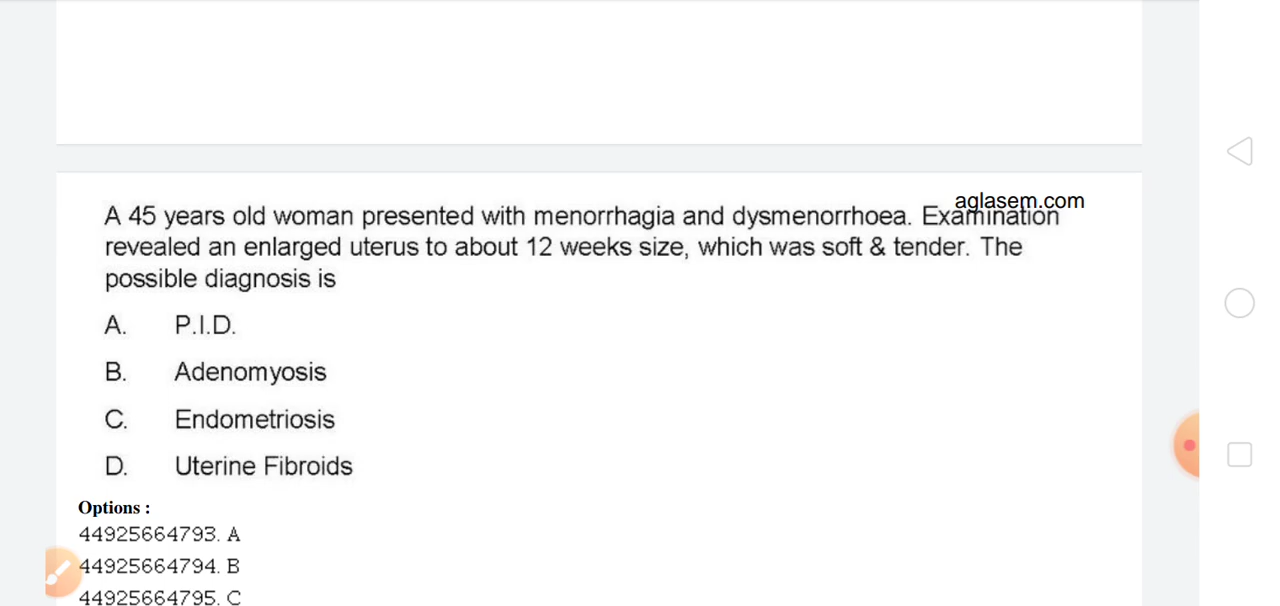 aglasem.com
A 45 years old woman presented with menorrhagia and dysmenorrhoea. Examination
revealed an enlarged uterus to about 12 weeks size, which was soft & tender. The
possible diagnosis is
A. P.I.D.
B. Adenomyosis
C. Endometriosis
D. Uterine Fibroids
Options :
44925664793. A
44925664794. B
44925664795. C